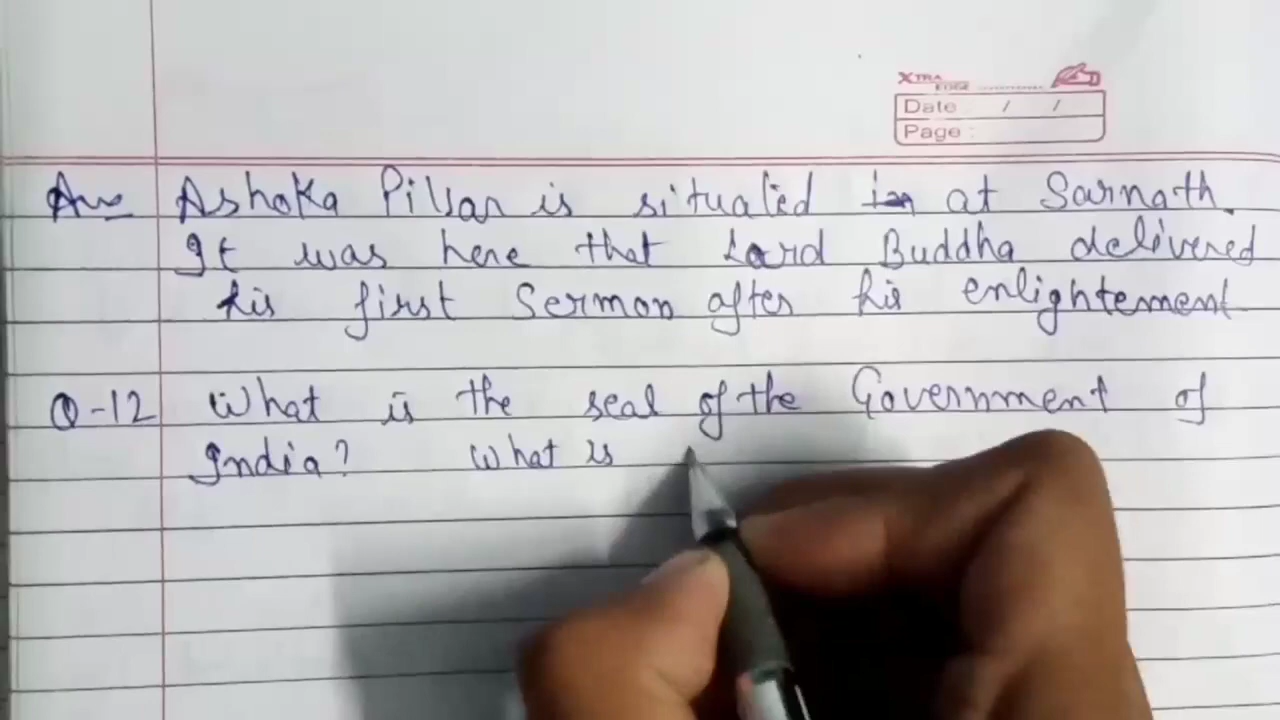 XTRA
EDGE ............
Date : / /
Page :
Ans Ashoka Pillar is situated in at Sarnath.
It was here that Lord Buddha delivered
his first Sermon after his enlightement
Q-12 What is the seal of the Government of
India? What is